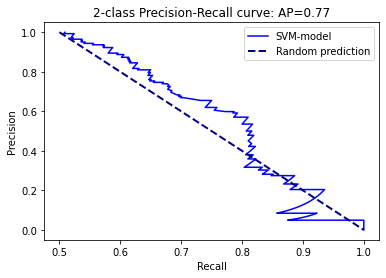 2-class Precision-Recall curve: AP=0.77
SVM-model
Random prediction
Precision
1.0
0.8
0.6
0.4
0.2
0.0
0.5 0.6 0.7 0.8 0.9 1.0
Recall